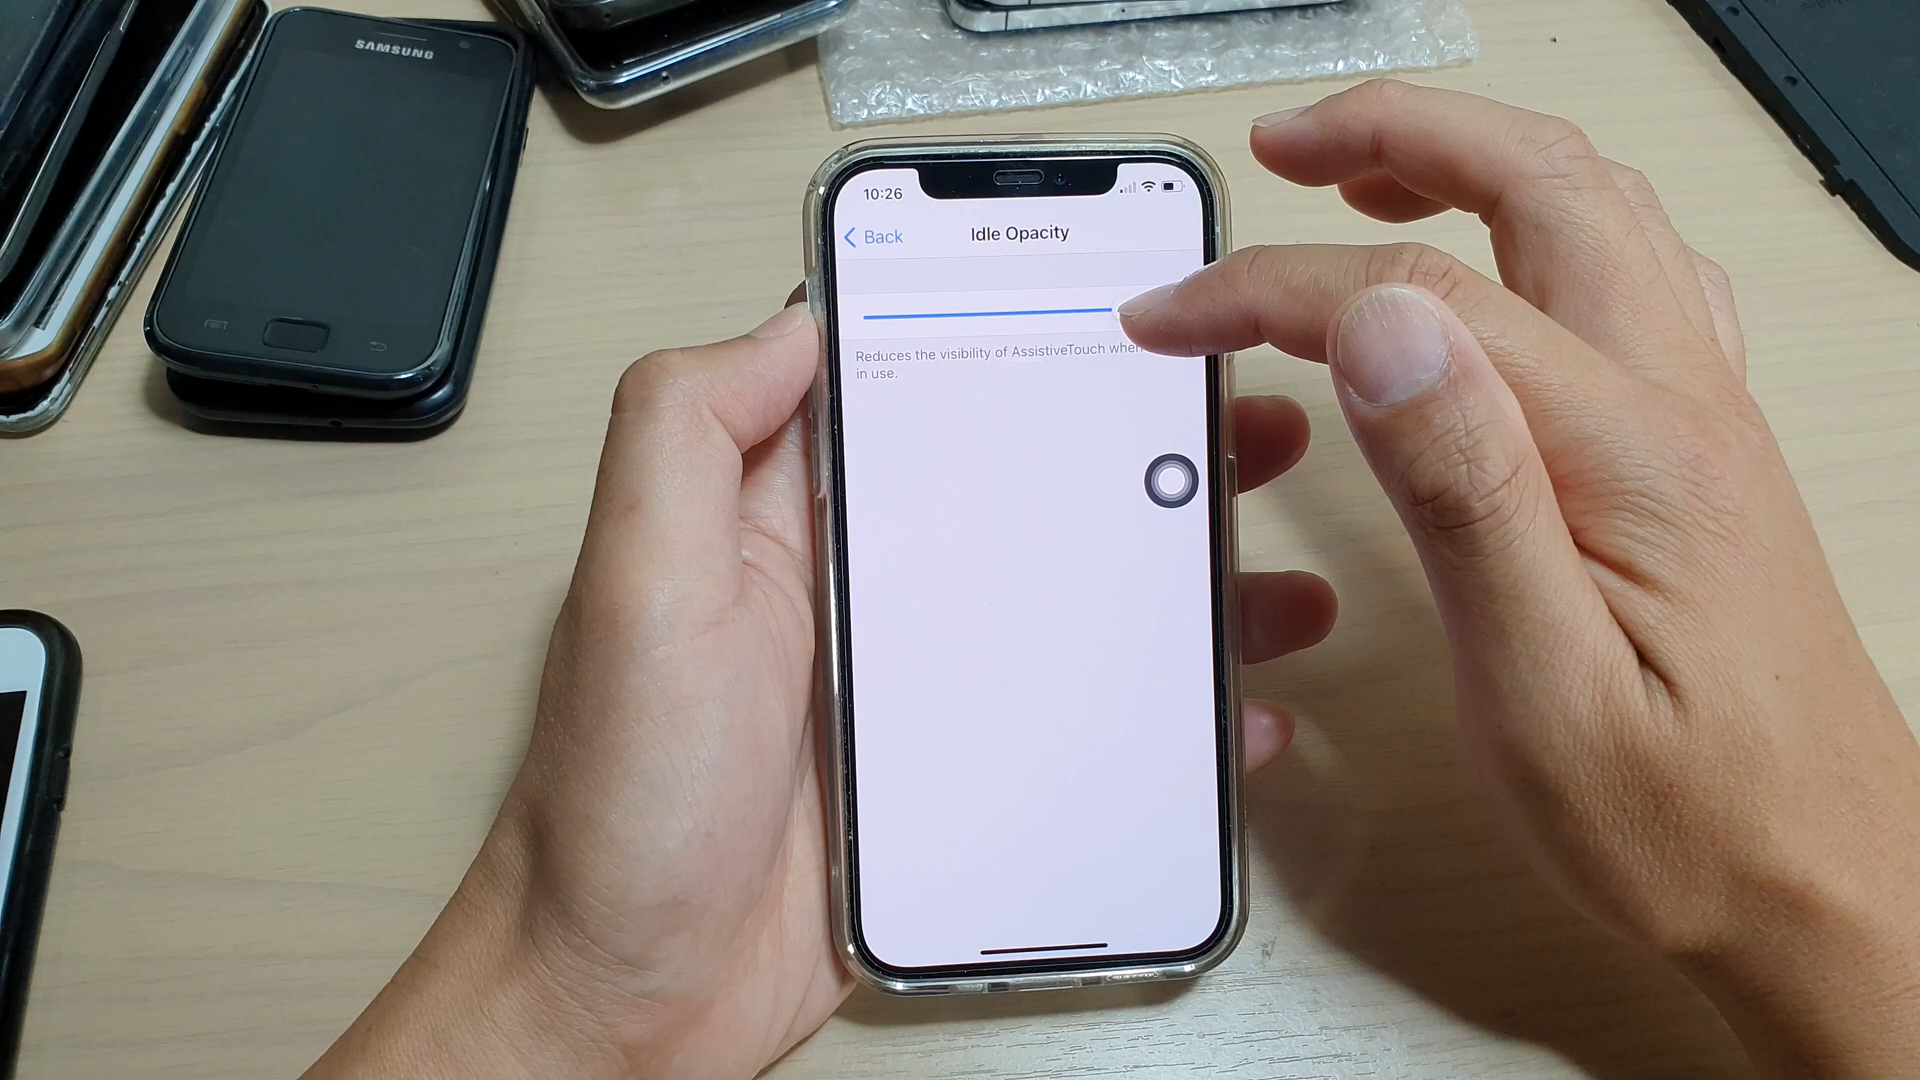 SAMSUNG
10:26
Back
Idle Opacity
Reduces the visibility of AssistiveTouch when
in use.